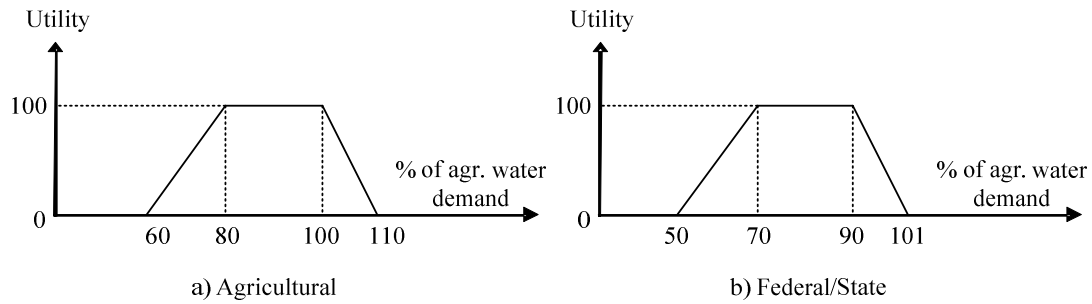 Utility
100
0
60 80 100 110
% of agr. water
demand
a) Agricultural
Utility
100
0
50 70 90 101
% of agr. water
demand
b) Federal/State